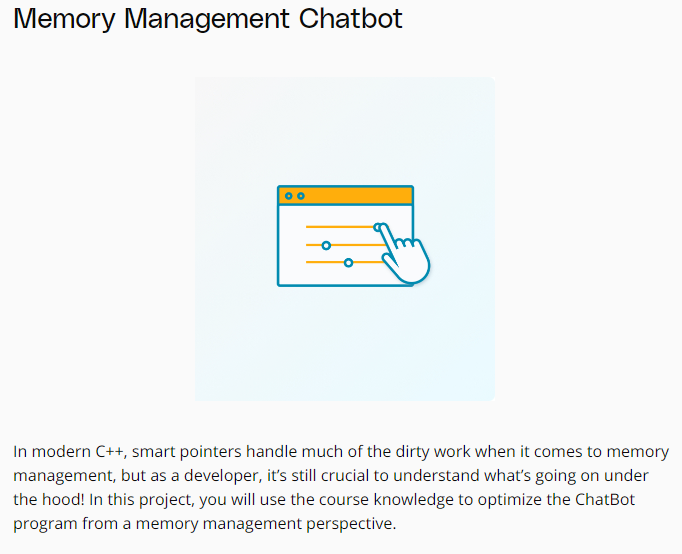 Memory Management Chatbot
In modern C++, smart pointers handle much of the dirty work when it comes to memory
management, but as a developer, it’s still crucial to understand what’s going on under
the hood! In this project, you will use the course knowledge to optimize the ChatBot
program from a memory management perspective.